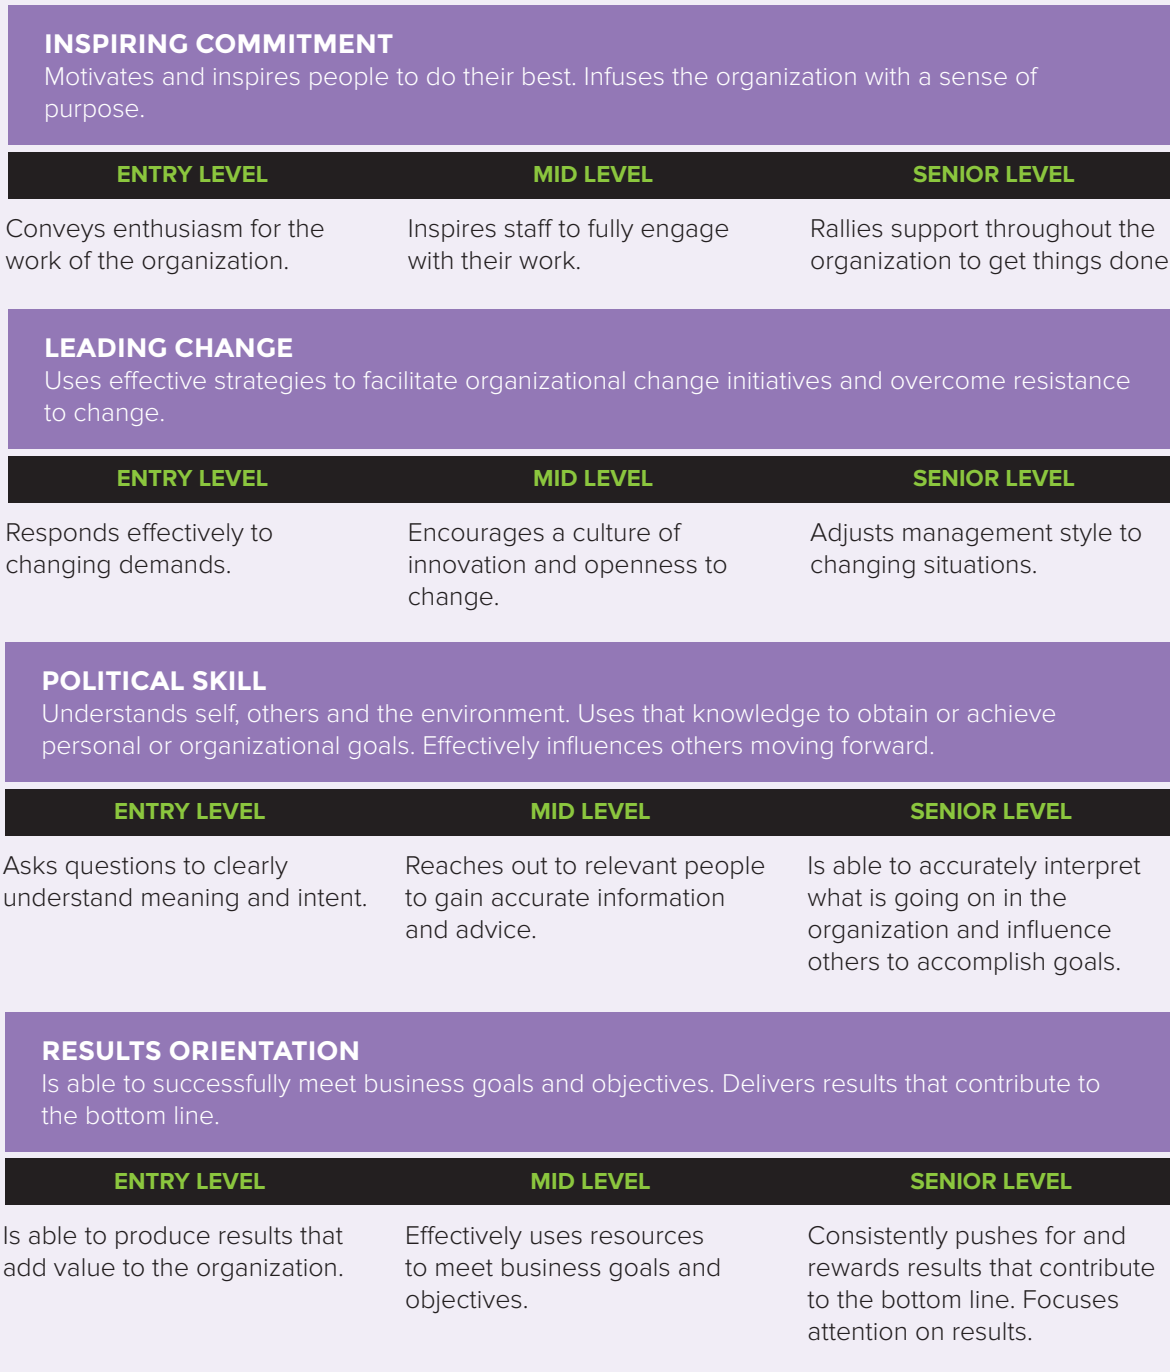 INSPIRING COMMITMENT
Motivates and inspires people to do their best. Infuses the organization with a sense of
purpose.
ENTRY LEVEL
MID LEVEL
SENIOR LEVEL
Conveys enthusiasm for the
work of the organization.
Inspires staff to fully engage
with their work.
Rallies support throughout the
organization to get things done
LEADING CHANGE
Uses effective strategies to facilitate organizational change initiatives and overcome resistance
to change.
ENTRY LEVEL
MID LEVEL
SENIOR LEVEL
Responds effectively to
changing demands.
Encourages a culture of
innovation and openness to
change.
Adjusts management style to
changing situations.
POLITICAL SKILL
Understands self, others and the environment. Uses that knowledge to obtain or achieve
personal or organizational goals. Effectively influences others moving forward.
ENTRY LEVEL
MID LEVEL
SENIOR LEVEL
Asks questions to clearly
understand meaning and intent.
Reaches out to relevant people
to gain accurate information
and advice.
Is able to accurately interpret
what is going on in the
organization and influence
others to accomplish goals.
RESULTS ORIENTATION
Is able to successfully meet business goals and objectives. Delivers results that contribute to
the bottom line.
ENTRY LEVEL
MID LEVEL
SENIOR LEVEL
Is able to produce results that
add value to the organization.
Effectively uses resources
to meet business goals and
objectives.
Consistently pushes for and
rewards results that contribute
to the bottom line. Focuses
attention on results.